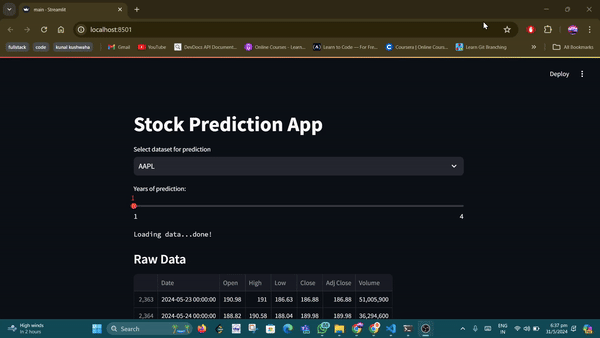 main · Streamlit
localhost:8501
fullstack code kunal kushwaha Gmail YouTube DevDocs API Document... Online Courses - Learn... Learn to Code — For Fre... Coursera | Online Cours... Learn Git Branching All Bookmarks
Deploy
Stock Prediction App
Select dataset for prediction
AAPL
Years of prediction:
1
1 4
Loading data...done!
Raw Data
Date Open High Low Close Adj Close Volume
2,363 2024-05-23 00:00:00 190.98 191 186.63 186.88 186.88 51,005,900
2,364 2024-05-24 00:00:00 188.82 190.58 188.04 189.98 189.98 36,294,600
High winds
In 2 hours
Search
ENG
IN
6:37 pm
11/5/2024